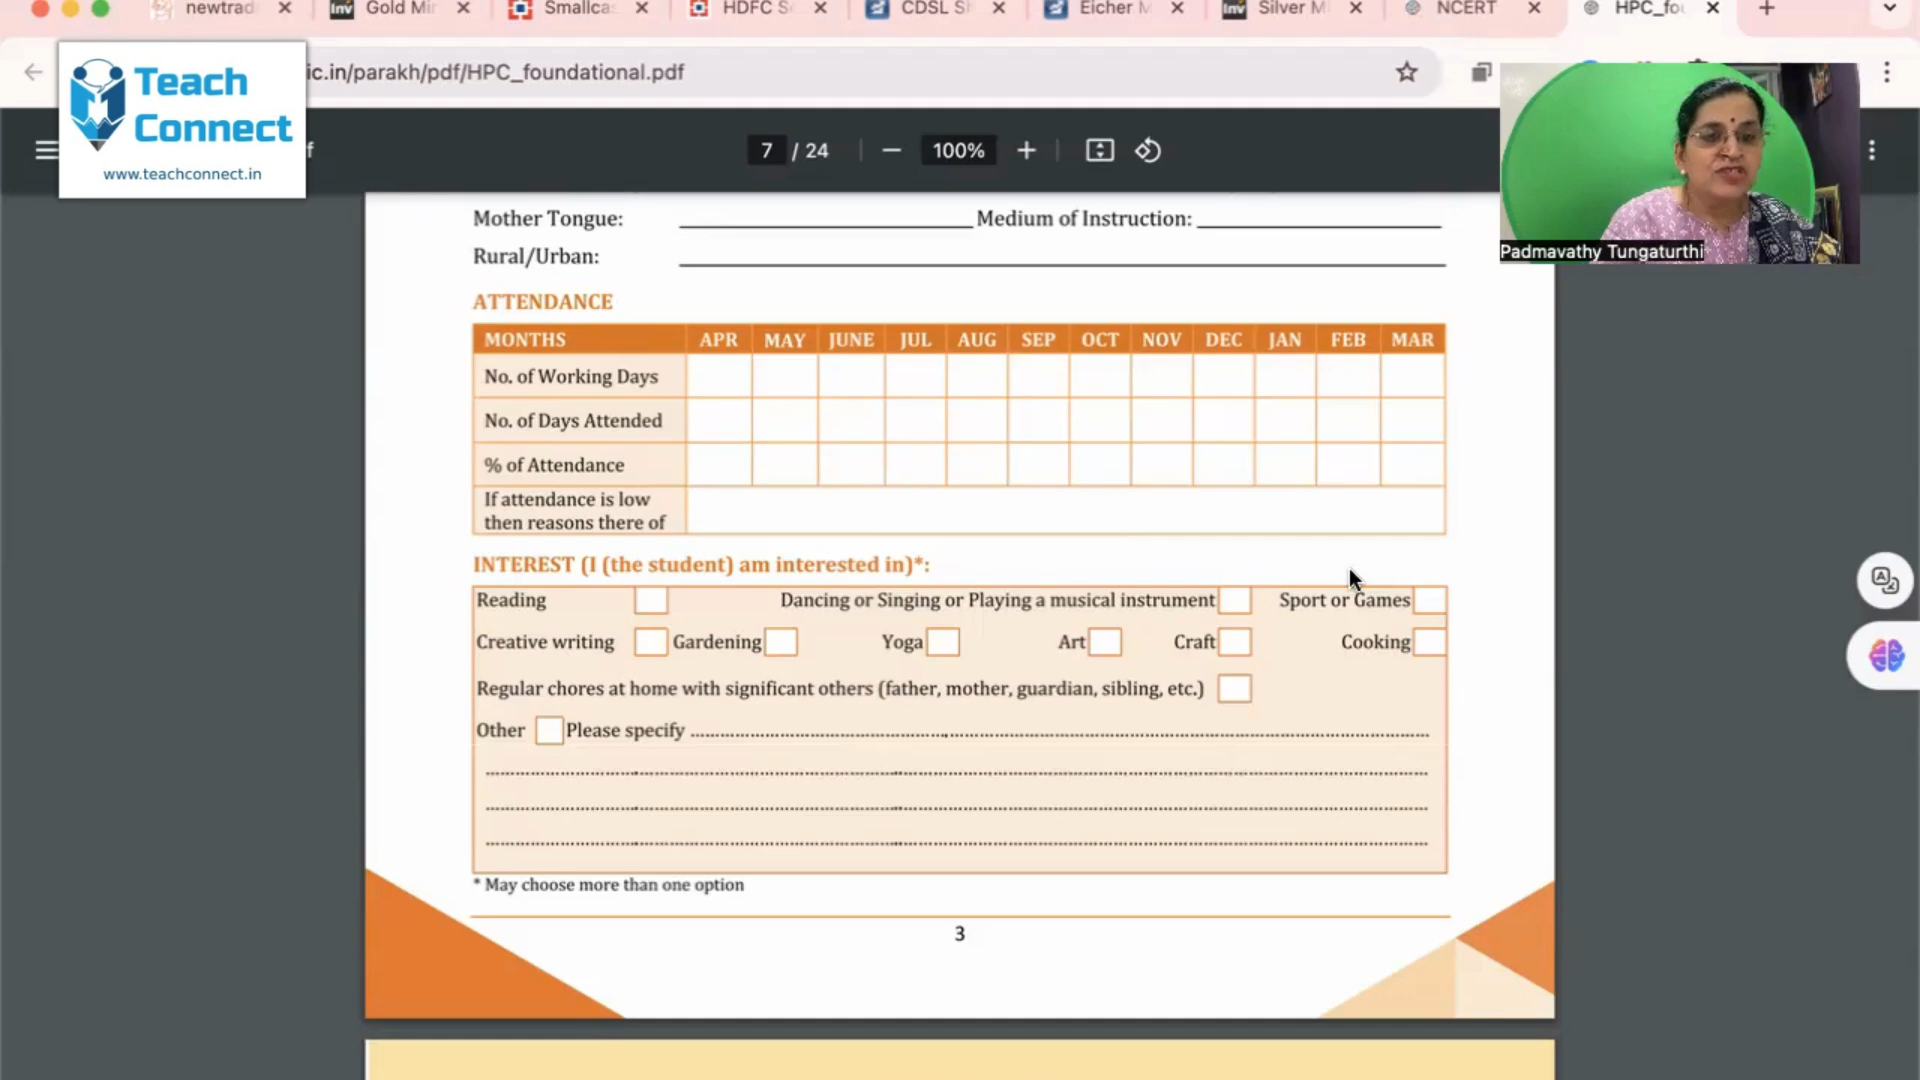 newtrad
Gold Mi
Smallca
HDFC S
CDSL S
Eicher M
Silver M
NCERT
HPC_fo
ic.in/parakh/pdf/HPC_foundational.pdf
Teach
Connect
www.teachconnect.in
f
7 / 24
100%
Padmavathy Tungaturthi
Mother Tongue: Medium of Instruction:
Rural/Urban:
ATTENDANCE
MONTHS APR MAY JUNE JUL AUG SEP OCT NOV DEC JAN FEB MAR
No. of Working Days
No. of Days Attended
% of Attendance
If attendance is low
then reasons there of
INTEREST (I (the student) am interested in)*:
Reading Dancing or Singing or Playing a musical instrument Sport or Games
Creative writing Gardening Yoga Art Craft Cooking
Regular chores at home with significant others (father, mother, guardian, sibling, etc.)
Other Please specify
* May choose more than one option
3